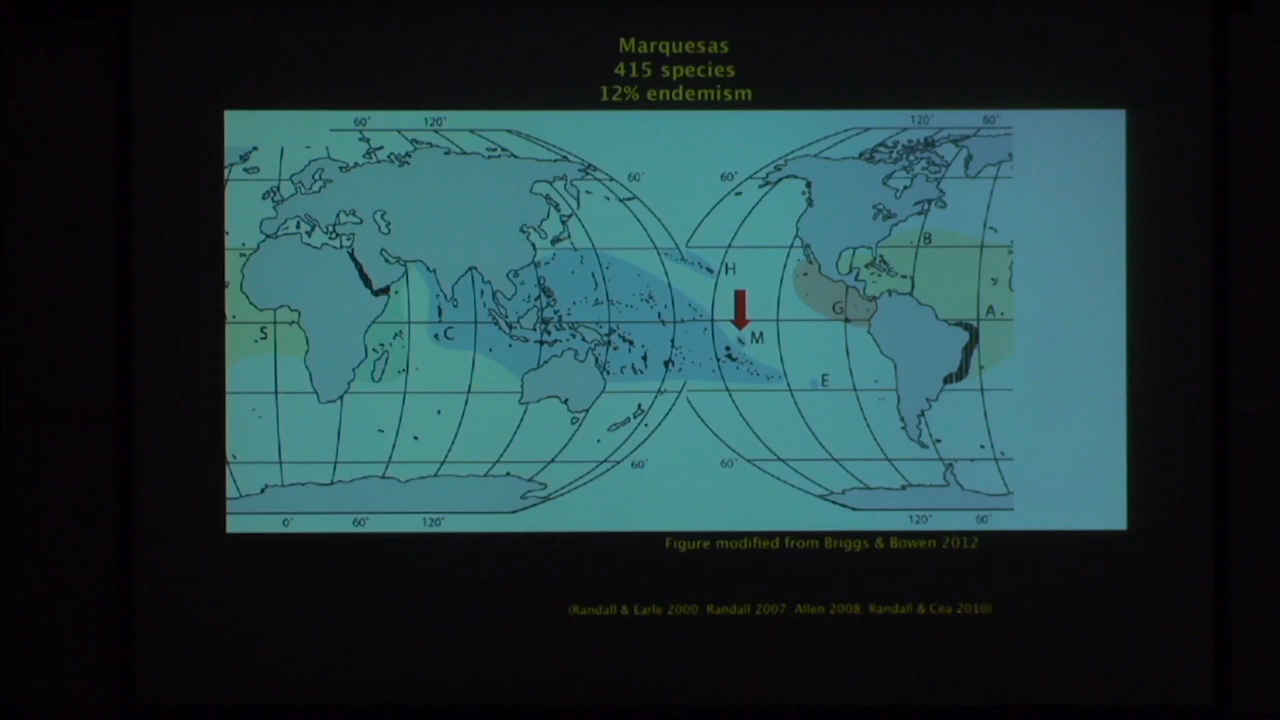 Marquesas
415 species
12% endemism
60˚ 120˚ 120˚ 60˚
60˚ 60˚
B
H
G A
S C M
E
60˚ 60˚
0˚ 60˚ 120˚ 120˚ 60˚
Figure modified from Briggs & Bowen 2012
(Randall & Earle 2000, Randall 2007, Allen 2008, Randall & Cea 2010)